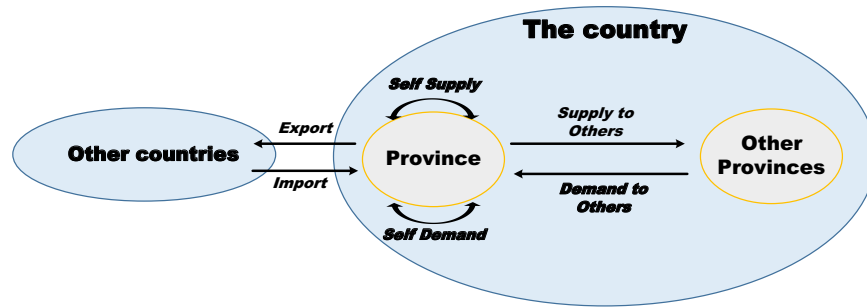 The country
Self Supply
Export
Supply to
Others
Other countries
Province
Other
Provinces
Import
Demand to
Others
Self Demand